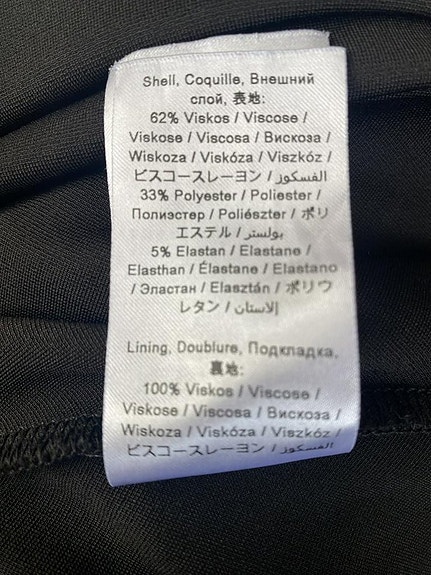 Shell, Coquille, Внешний
слой, 表地:
62% Viskos / Viscose /
Viskose / Viscosa / Вискоза /
Wiskoza / Viskóza / Viszkóz /
ビスコースレーヨン / الفسكوز
33% Polyester / Poliester /
Полиэстер / Poliészter / ポリ
エステル / بولستر
5% Elastan / Elastane /
Elasthan / Élastane / Elastano
/ Эластан / Elasztán / ポリウ
レタン / الاستان
Lining, Doublure, Подкладка,
裏地:
100% Viskos / Viscose /
Viskose / Viscosa / Вискоза /
Wiskoza / Viskóza / Viszkóz /
ビスコースレーヨン / الفسكوز